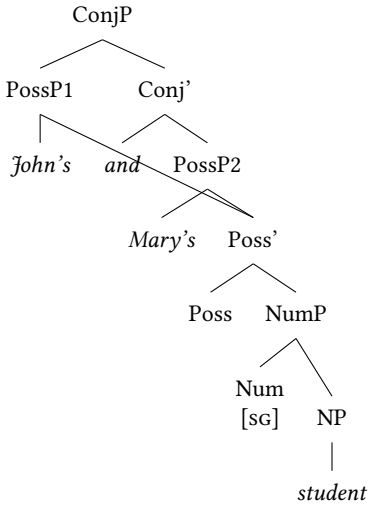 ConjP
PossP1 Conj’
John’s and PossP2
Mary’s Poss’
Poss NumP
Num
[SG] NP
student